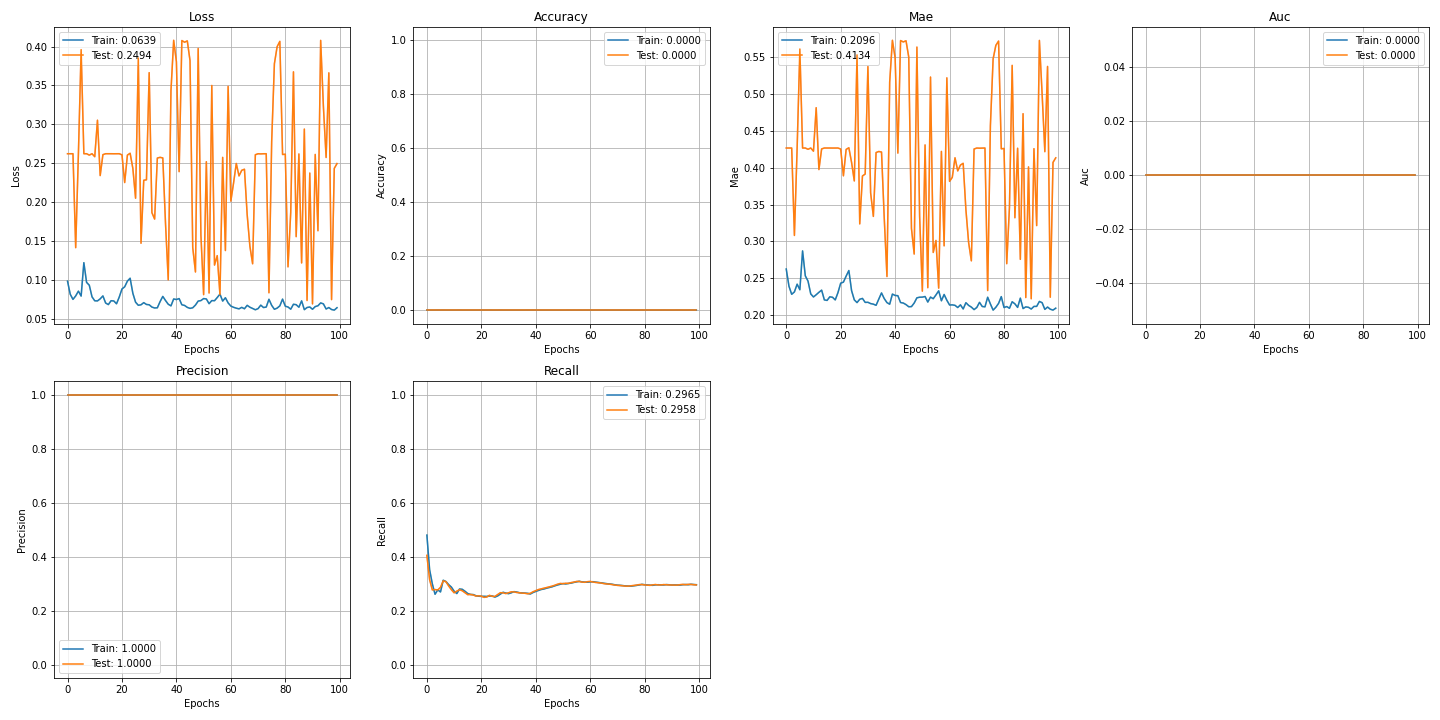 Loss
Train: 0.0639
Test: 0.2494
0.40
0.35
0.30
0.25
0.20
0.15
0.10
0.05
Loss
0
20
40
60
80
100
Epochs
Accuracy
Train: 0.0000
Test: 0.0000
1.0
0.8
0.6
0.4
0.2
0.0
Accuracy
0
20
40
60
80
100
Epochs
Mae
Train: 0.2096
Test: 0.4134
0.55
0.50
0.45
0.40
0.35
0.30
0.25
0.20
Mae
0
20
40
60
80
100
Epochs
Auc
Train: 0.0000
Test: 0.0000
0.04
0.02
0.00
−0.02
−0.04
Auc
0
20
40
60
80
100
Epochs
Precision
1.0
0.8
0.6
0.4
0.2
0.0
Precision
Train: 1.0000
Test: 1.0000
0
20
40
60
80
100
Epochs
Recall
Train: 0.2965
Test: 0.2958
1.0
0.8
0.6
0.4
0.2
0.0
Recall
0
20
40
60
80
100
Epochs